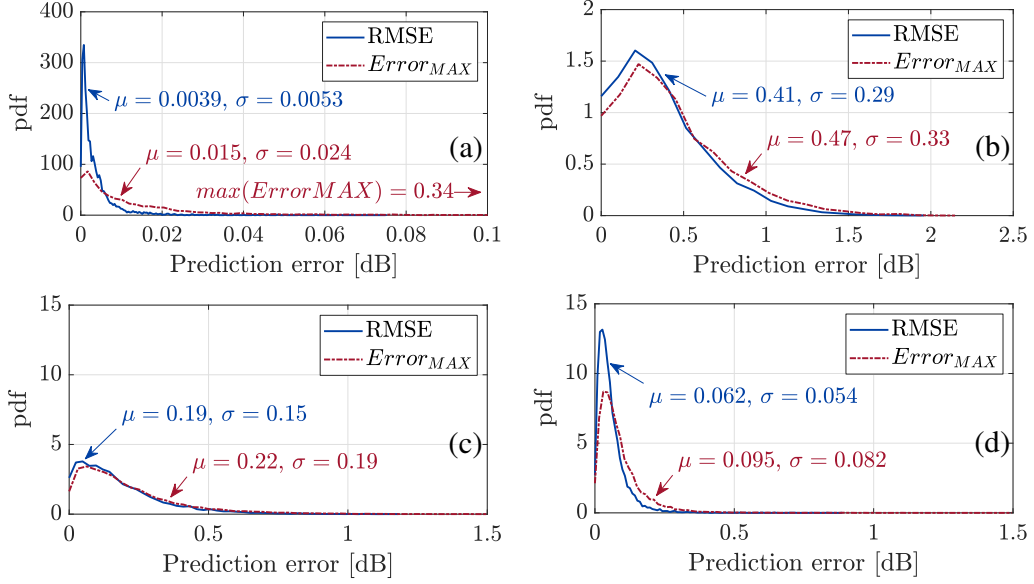 400
300
200
100
0
pdf
RMSE
Error_MAX
μ = 0.0039, σ = 0.0053
μ = 0.015, σ = 0.024
max(ErrorMAX) = 0.34
(a)
0 0.02 0.04 0.06 0.08 0.1
Prediction error [dB]
2
1.5
1
0.5
0
pdf
RMSE
Error_MAX
μ = 0.41, σ = 0.29
μ = 0.47, σ = 0.33
(b)
0 0.5 1 1.5 2 2.5
Prediction error [dB]
15
10
5
0
pdf
RMSE
Error_MAX
μ = 0.19, σ = 0.15
μ = 0.22, σ = 0.19
(c)
0 0.5 1 1.5
Prediction error [dB]
15
10
5
0
pdf
RMSE
Error_MAX
μ = 0.062, σ = 0.054
μ = 0.095, σ = 0.082
(d)
0 0.5 1 1.5
Prediction error [dB]